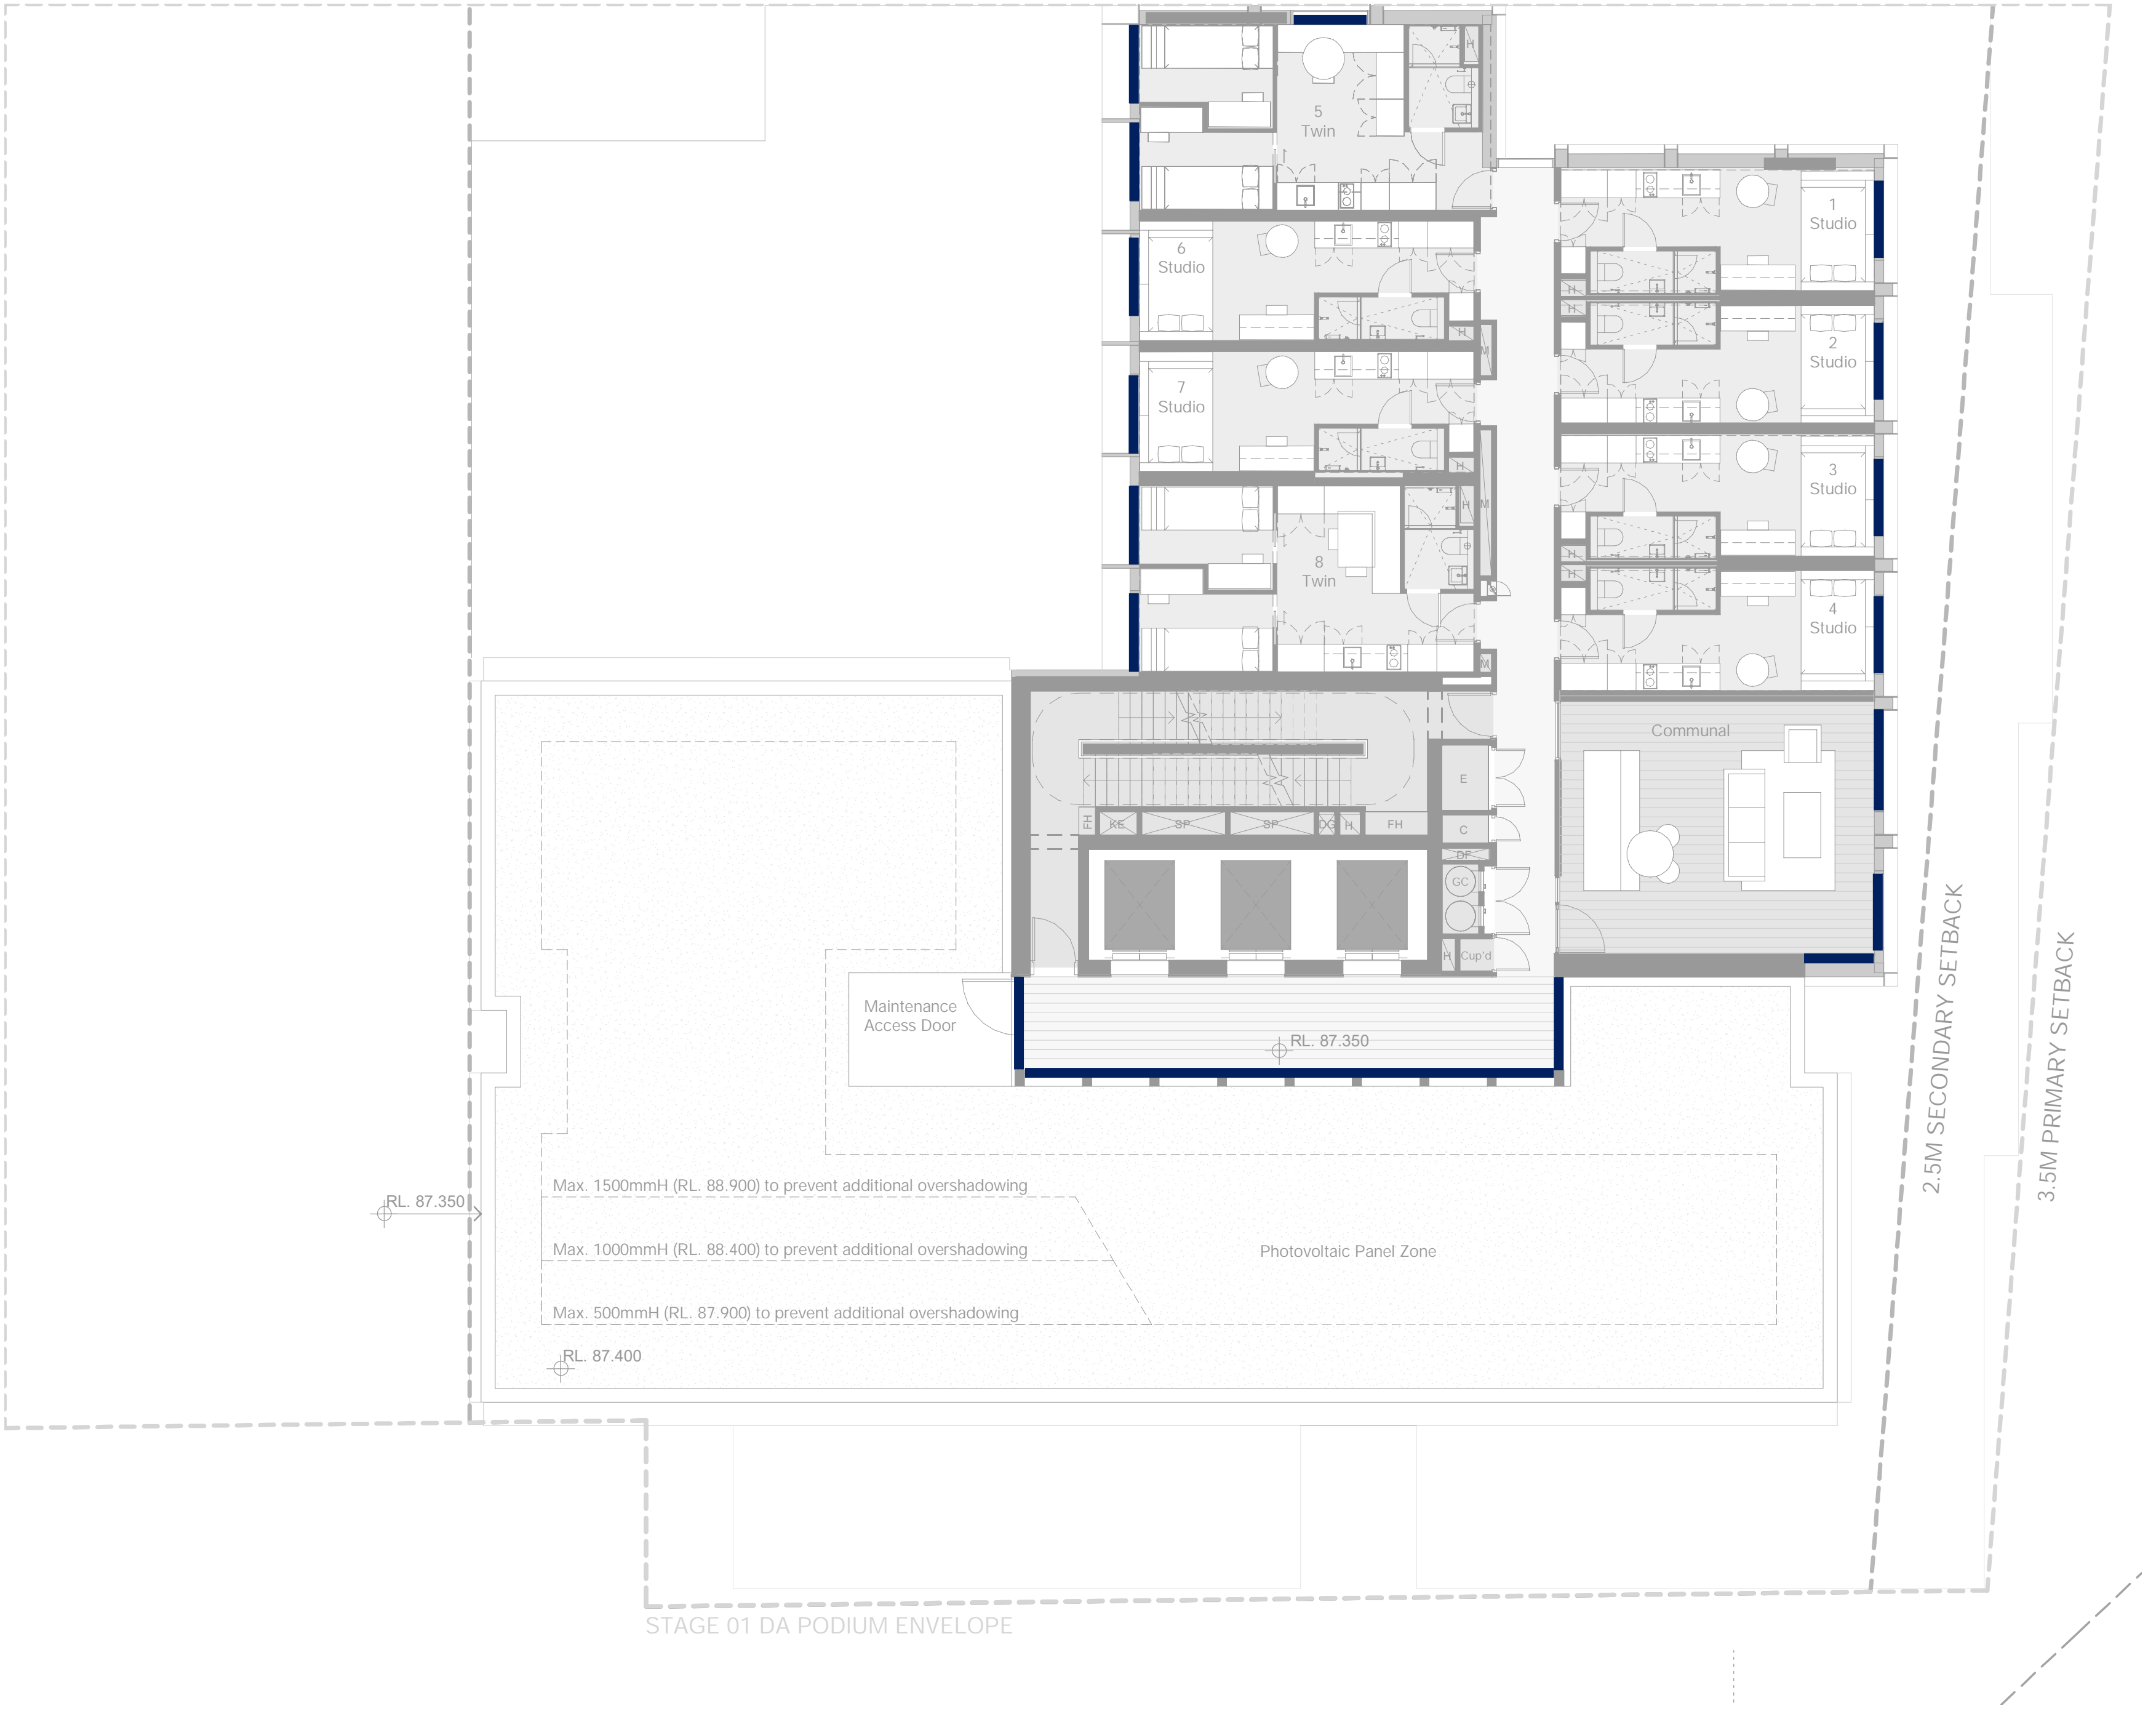 5
Twin
H
1
Studio
6
Studio
H
H
2
Studio
H
M
7
Studio
3
Studio
H
H
M
H
H
8
Twin
4
Studio
M
Communal
E
FH
KE
SP
SP
DG
H
FH
C
DF
GC
H
Cup'd
Maintenance
Access Door
RL. 87.350
2.5M SECONDARY SETBACK
3.5M PRIMARY SETBACK
Max. 1500mmH (RL. 88.900) to prevent additional overshadowing
RL. 87.350
Max. 1000mmH (RL. 88.400) to prevent additional overshadowing
Photovoltaic Panel Zone
Max. 500mmH (RL. 87.900) to prevent additional overshadowing
RL. 87.400
STAGE 01 DA PODIUM ENVELOPE